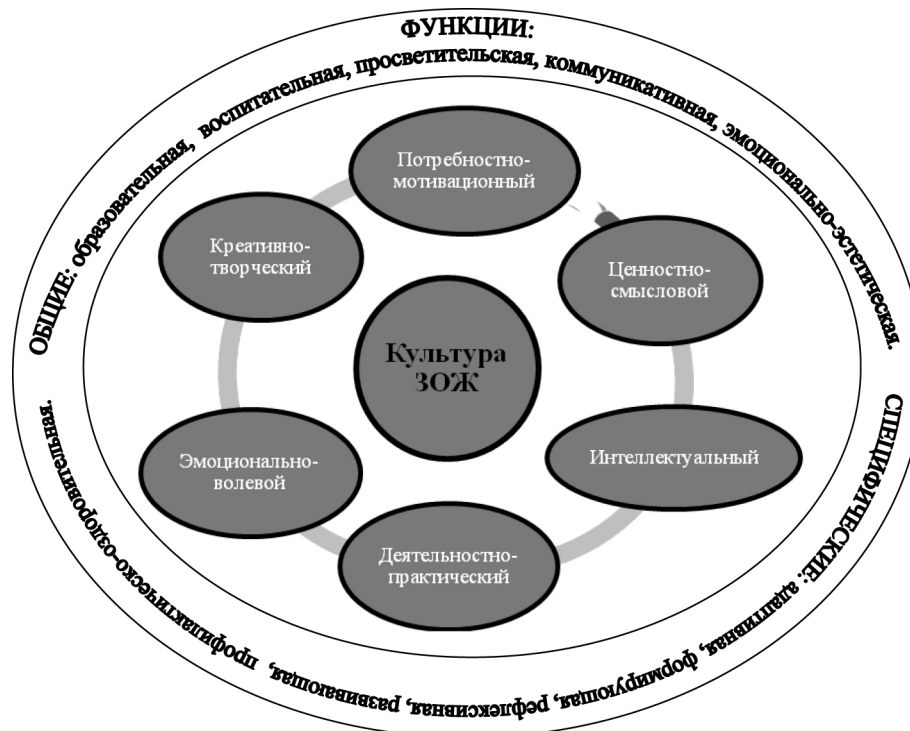 ФУНКЦИИ:
ОБЩИЕ: образовательная, воспитательная, просветительская, коммуникативная, эмоционально-эстетическая.
Потребностно-
мотивационный
Креативно-
творческий
Ценностно-
смысловой
Культура
ЗОЖ
Эмоционально-
волевой
Интеллектуальный
Деятельностно-
практический
СПЕЦИФИЧЕСКИЕ: адаптивная, формирующая, рефлексивная, развивающая, профилактическо-оздоровительная.